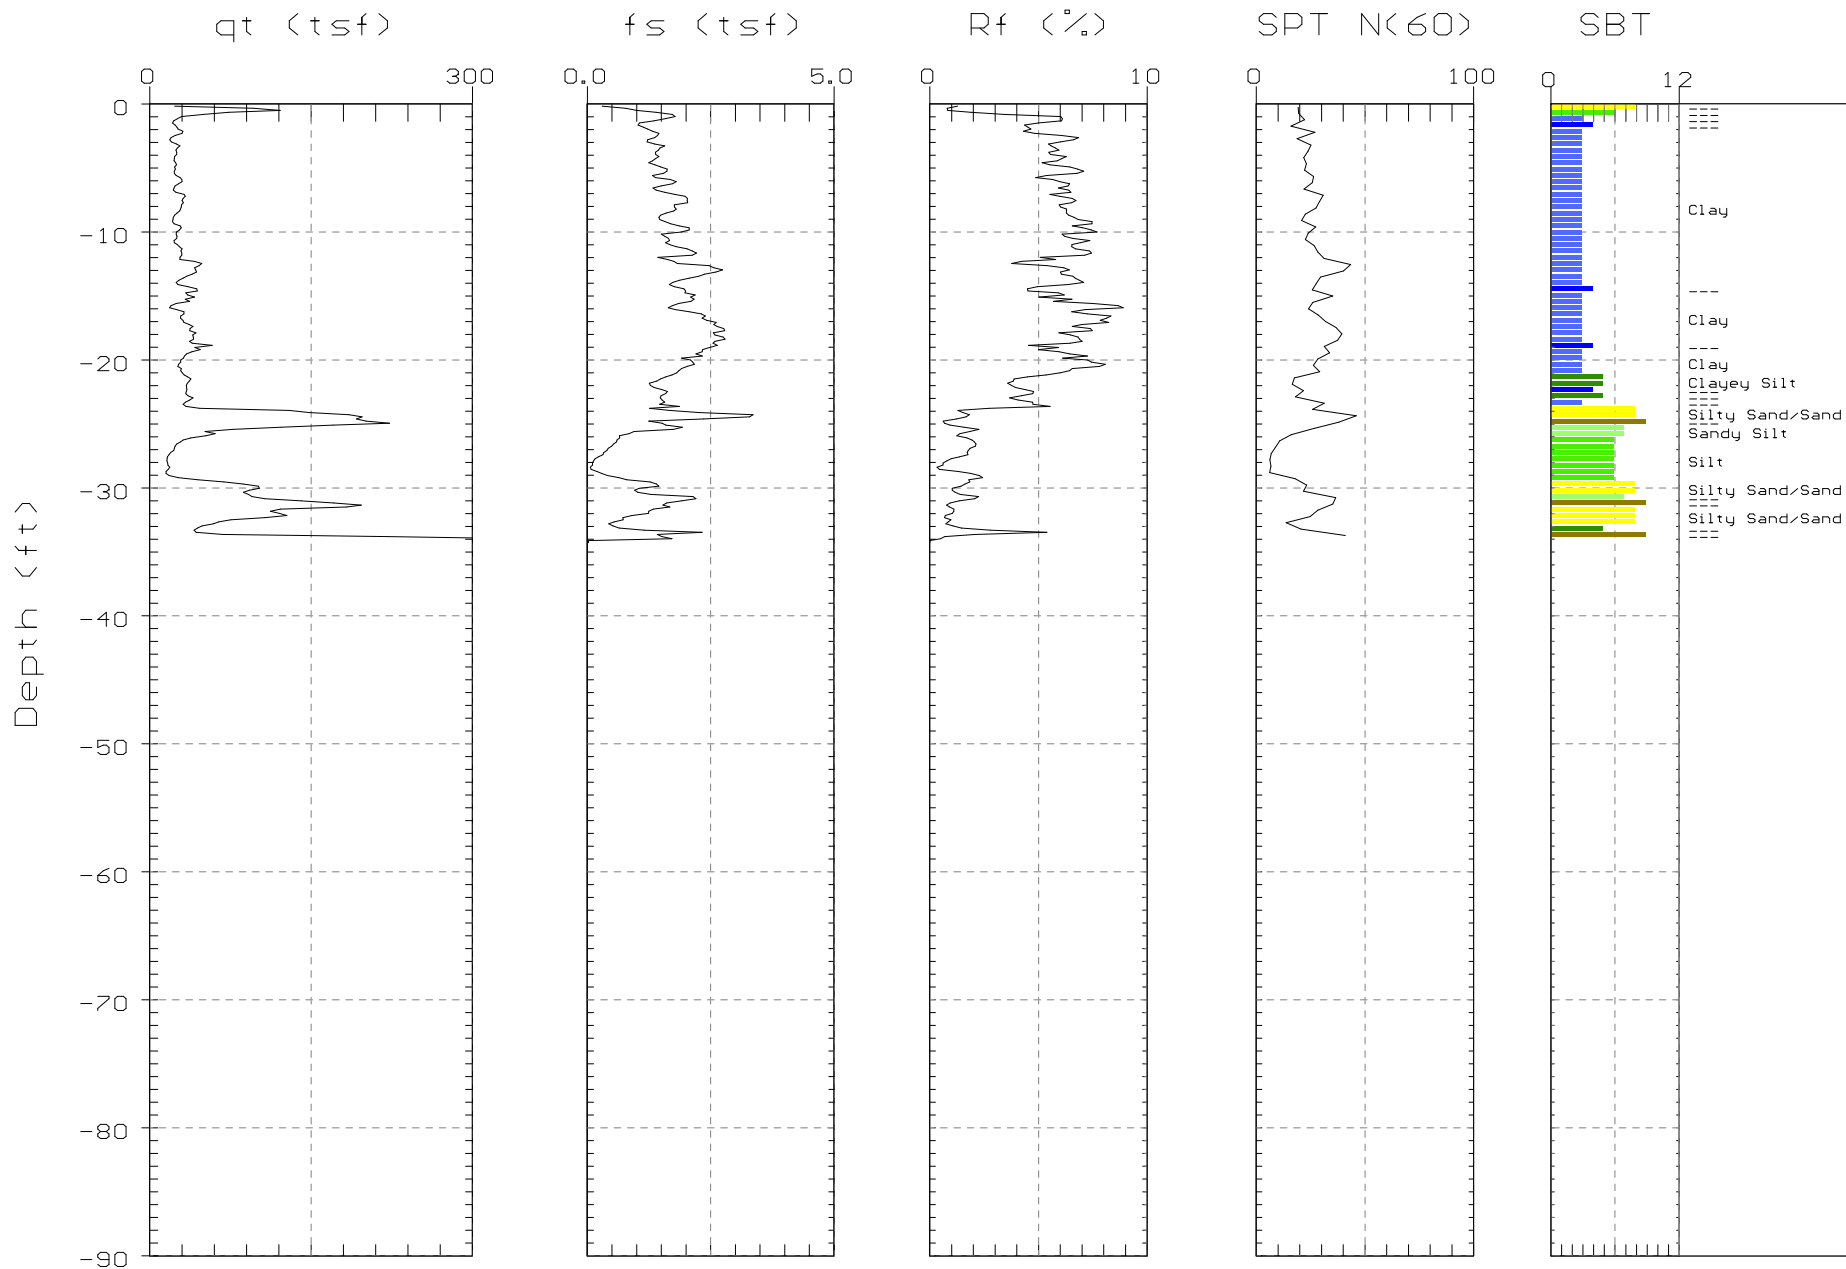 qt (tsf) fs (tsf) Rf (%) SPT N(60) SBT
0 300 0.0 5.0 0 10 0 100 0 12
0
-10
-20
-30
-40
-50
-60
-70
-80
-90
Depth (ft)
Clay
Clay
Clay
Clayey Silt
Silty Sand/Sand
Sandy Silt
Silt
Silty Sand/Sand
Silty Sand/Sand